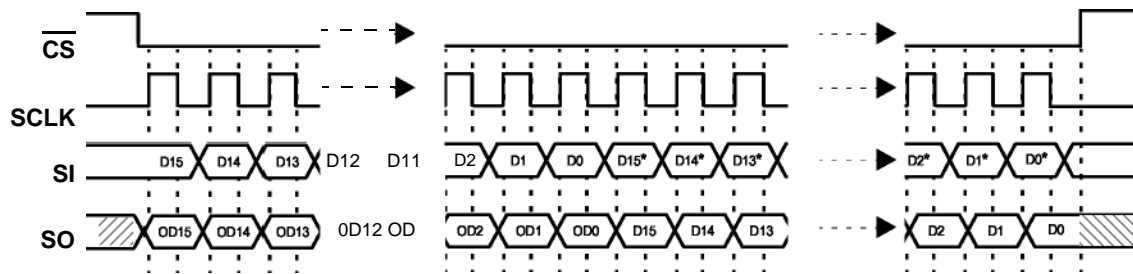 CS
SCLK
SI D15 D14 D13 D12 D11 D2 D1 D0 D15* D14* D13* D2* D1* D0*
SO OD15 OD14 OD13 0D12 OD OD2 OD1 OD0 D15 D14 D13 D2 D1 D0